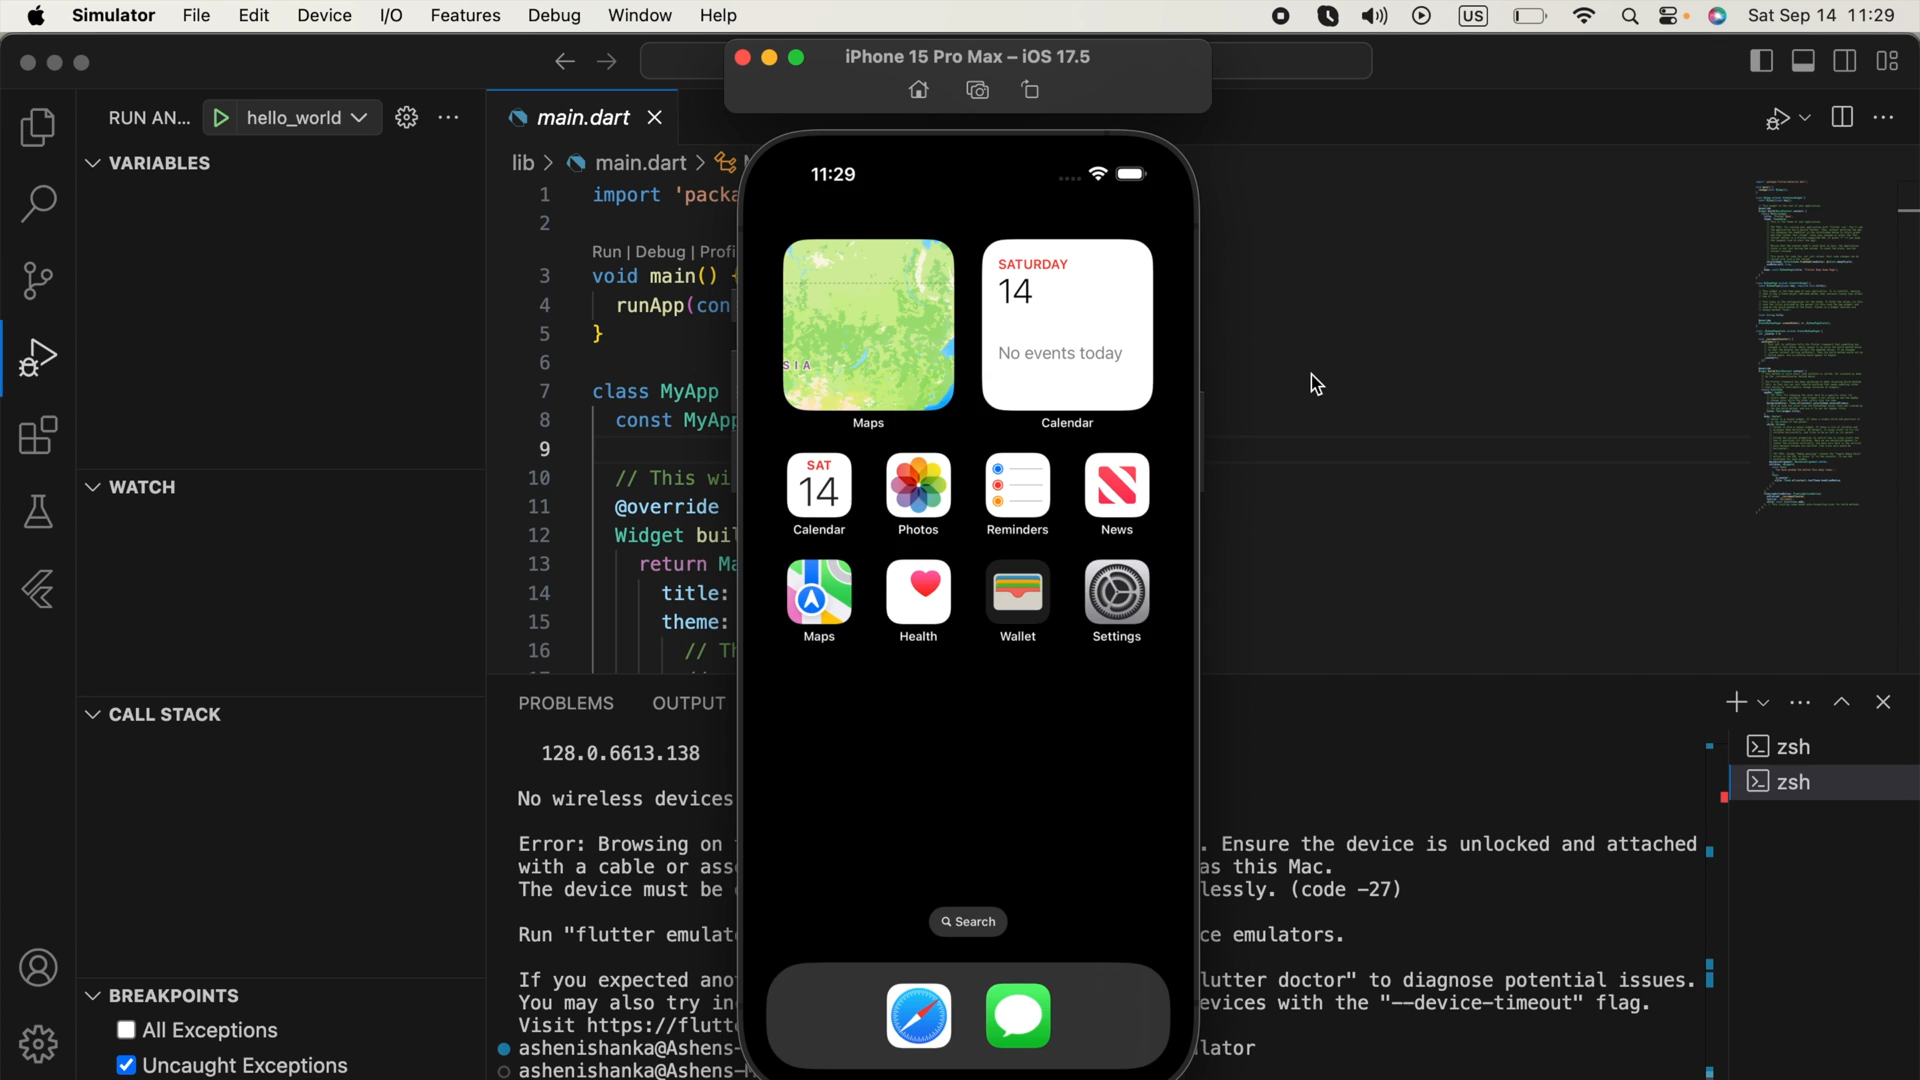 Simulator File Edit Device I/O Features Debug Window Help US Sat Sep 14 11:29
iPhone 15 Pro Max – iOS 17.5
RUN AN... hello_world
main.dart
VARIABLES
lib > main.dart >
1 import 'packa
2
Run | Debug | Profi
3 void main() {
4 runApp(con
5 }
6
7 class MyApp
8 const MyApp
9
10 // This wi
11 @override
12 Widget buil
13 return Ma
14 title:
15 theme:
16 // Th
WATCH
CALL STACK
BREAKPOINTS
All Exceptions
Uncaught Exceptions
11:29
SIA
Maps
SATURDAY
14
No events today
Calendar
SAT
14
Calendar
Photos
Reminders
News
Maps
Health
Wallet
Settings
Search
PROBLEMS OUTPUT
128.0.6613.138
No wireless devices
Error: Browsing on . Ensure the device is unlocked and attached
with a cable or ass as this Mac.
The device must be lessly. (code -27)
Run "flutter emulat ce emulators.
If you expected ano lutter doctor" to diagnose potential issues.
You may also try in evices with the "--device-timeout" flag.
Visit https://flutt
ashenishanka@Ashens- lator
ashenishanka@Ashens-M
zsh
zsh